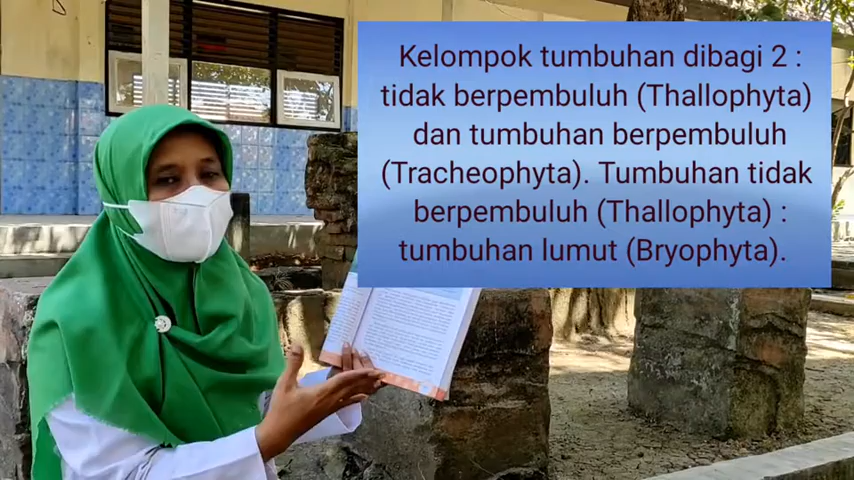 Kelompok tumbuhan dibagi 2 :
tidak berpembuluh (Thallophyta)
dan tumbuhan berpembuluh
(Tracheophyta). Tumbuhan tidak
berpembuluh (Thallophyta) :
tumbuhan lumut (Bryophyta).